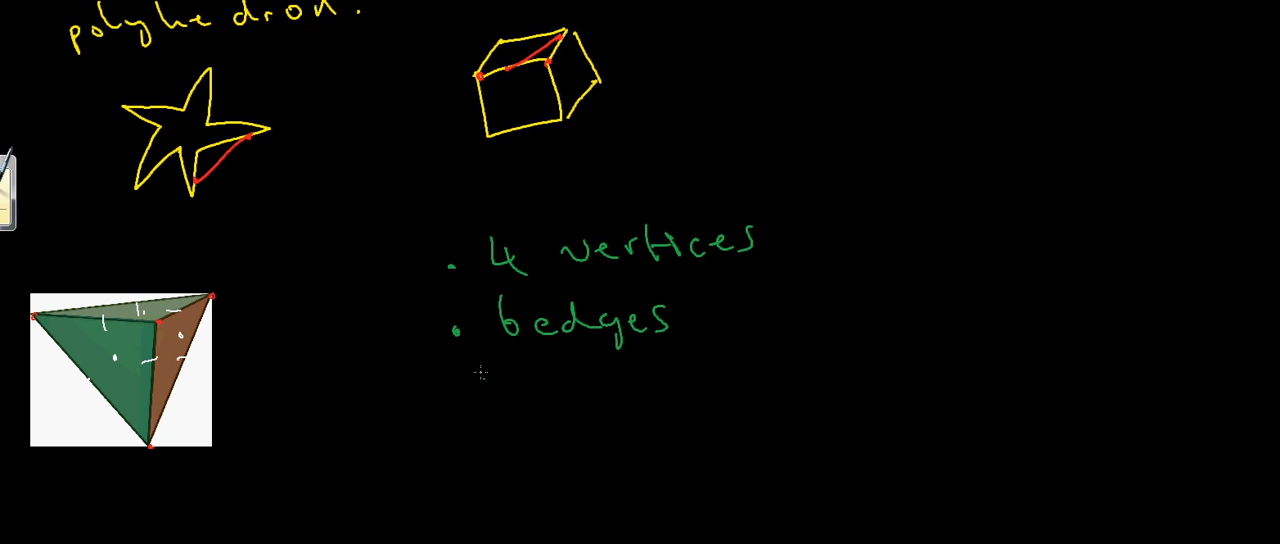 polyhedron.
. 4 vertices
. 6 edges